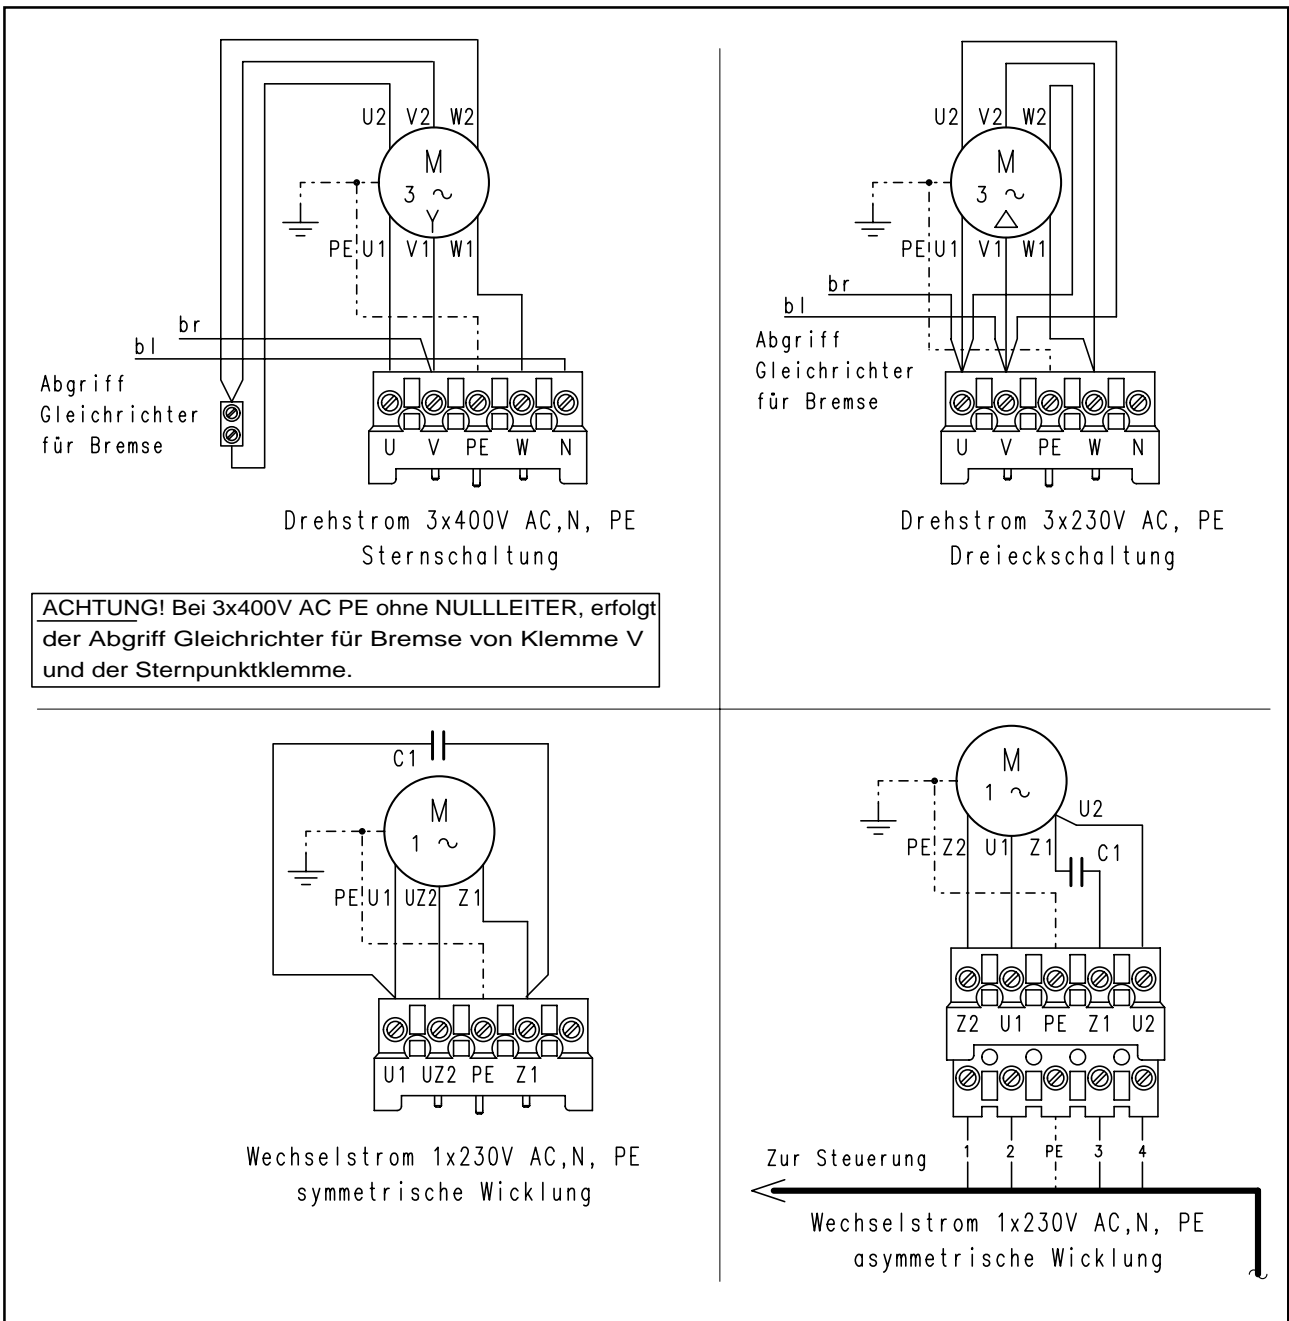 U2 V2 W2
M
3 ~
Y
PE U1 V1 W1
br
bl
Abgriff
Gleichrichter
für Bremse
U V PE W N
Drehstrom 3x400V AC,N, PE
Sternschaltung
ACHTUNG! Bei 3x400V AC PE ohne NULLLEITER, erfolgt
der Abgriff Gleichrichter für Bremse von Klemme V
und der Sternpunktklemme.
U2 V2 W2
M
3 ~
△
PE U1 V1 W1
br
bl
Abgriff
Gleichrichter
für Bremse
U V PE W N
Drehstrom 3x230V AC, PE
Dreieckschaltung
C1
M
1 ~
PE U1 UZ2 Z1
U1 UZ2 PE Z1
Wechselstrom 1x230V AC,N, PE
symmetrische Wicklung
M
1 ~
U2
PE Z2 U1 Z1 C1
Z2 U1 PE Z1 U2
1 2 PE 3 4
Zur Steuerung
Wechselstrom 1x230V AC,N, PE
asymmetrische Wicklung